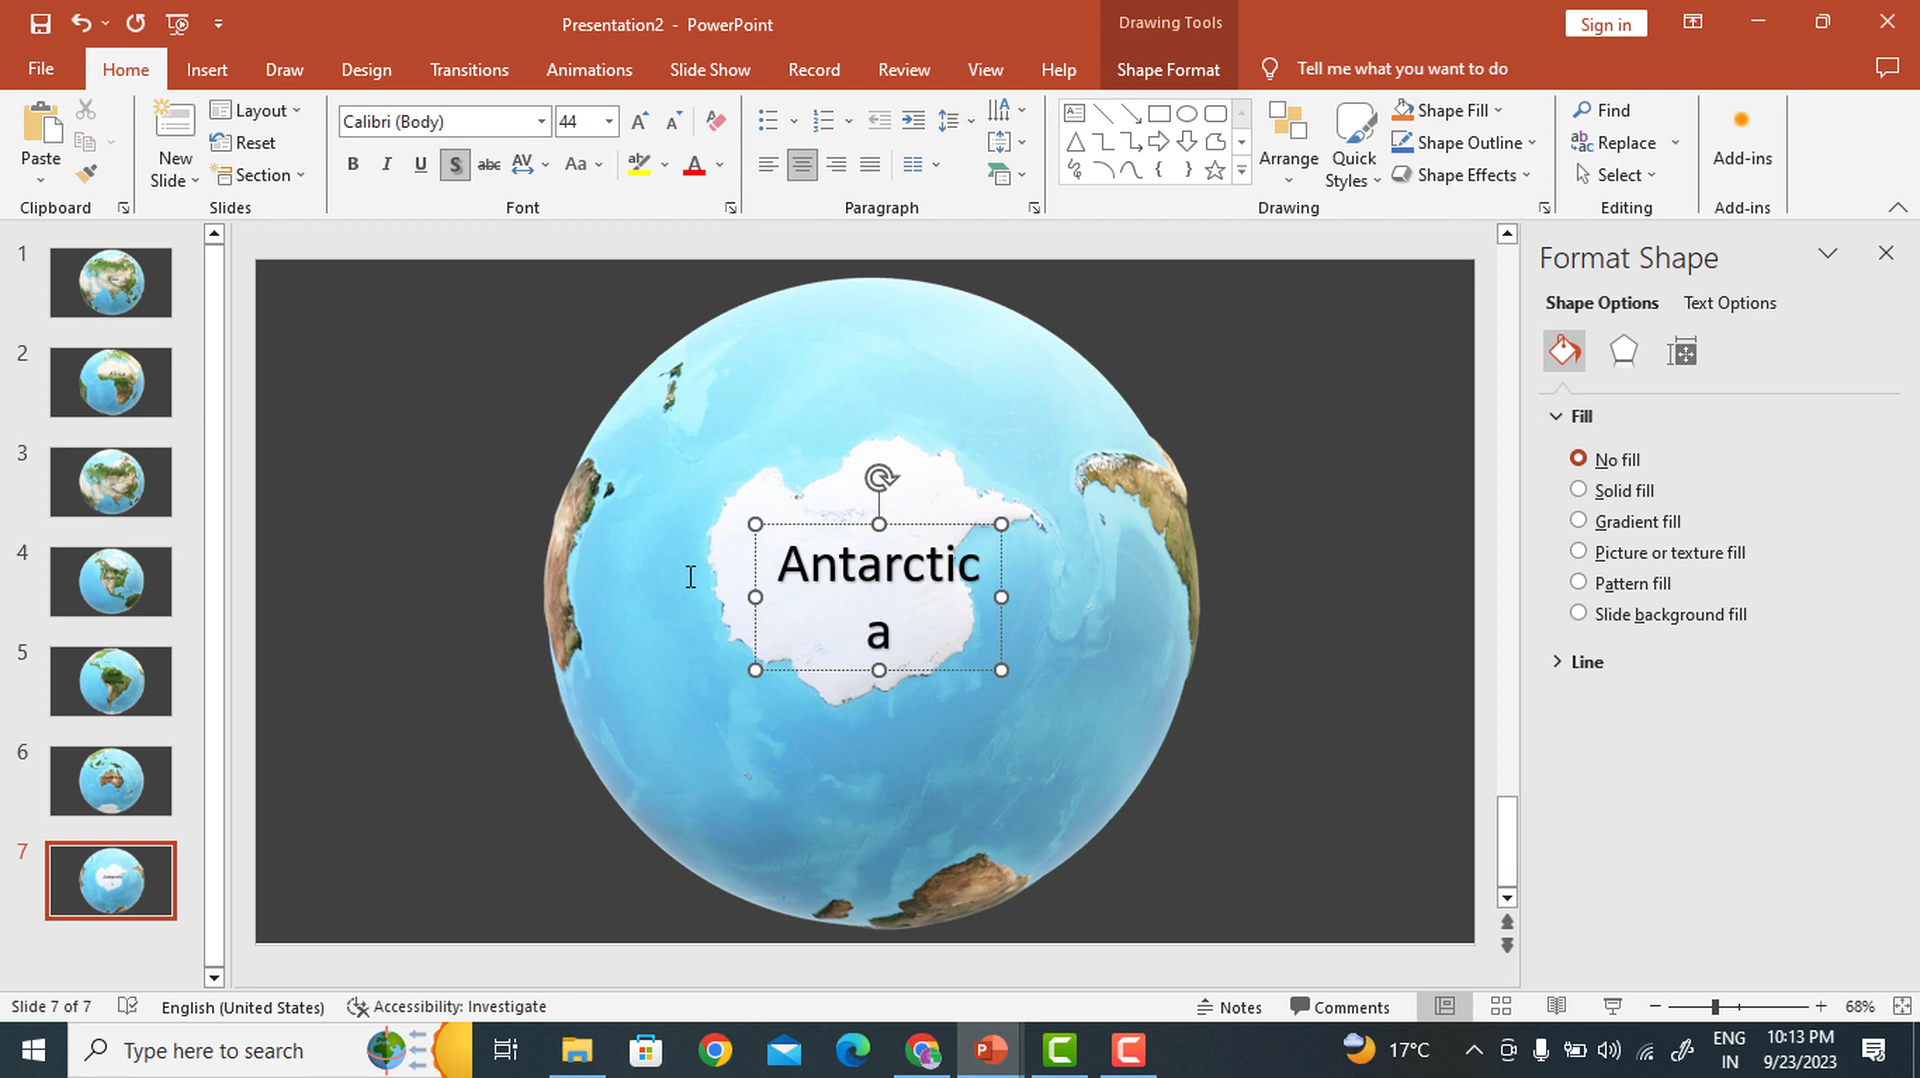 Presentation2 - PowerPoint
Drawing Tools
Sign in
File
Home
Insert
Draw
Design
Transitions
Animations
Slide Show
Record
Review
View
Help
Shape Format
Tell me what you want to do
Paste
New
Slide
Layout
Reset
Section
Calibri (Body)
44
B
I
U
S
abc
AV
Aa
A
Arrange
Quick
Styles
Shape Fill
Shape Outline
Shape Effects
Find
Replace
Select
Add-ins
Clipboard
Slides
Font
Paragraph
Drawing
Editing
Add-ins
1
2
3
4
5
6
7
Antarctic
a
Format Shape
Shape Options
Text Options
Fill
No fill
Solid fill
Gradient fill
Picture or texture fill
Pattern fill
Slide background fill
Line
Slide 7 of 7
English (United States)
Accessibility: Investigate
Notes
Comments
68%
Type here to search
17°C
ENG
IN
10:13 PM
9/23/2023